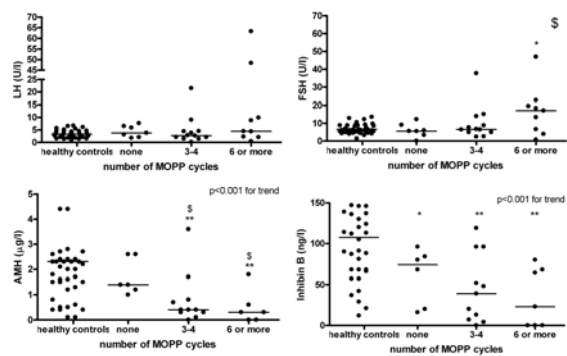 LH (U/l)
70
65
60
55
50
45
40
35
30
25
25
20
15
10
5
0
healthy controls none 3-4 6 or more
number of MOPP cycles
$
FSH (U/l)
60
50
40
30
20
10
0
*
healthy controls none 3-4 6 or more
number of MOPP cycles
p<0.001 for trend
AMH (µg/l)
5
4
3
2
1
0
$
**
$
**
healthy controls none 3-4 6 or more
number of MOPP cycles
p<0.001 for trend
Inhibin B (ng/l)
150
100
50
0
* ** **
healthy controls none 3-4 6 or more
number of MOPP cycles